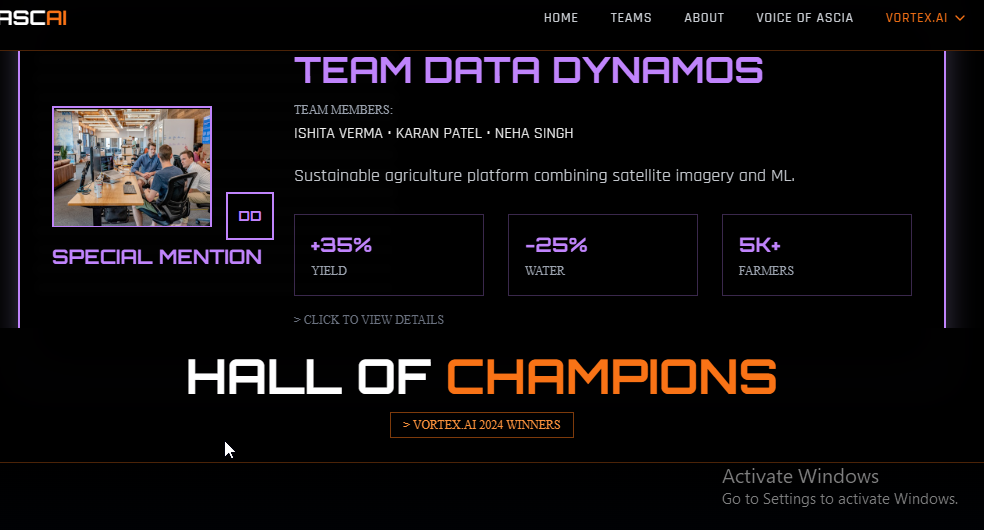 ASCAI
HOME TEAMS ABOUT VOICE OF ASCIA VORTEX.AI
TEAM DATA DYNAMOS
TEAM MEMBERS:
ISHITA VERMA • KARAN PATEL • NEHA SINGH
Sustainable agriculture platform combining satellite imagery and ML.
SPECIAL MENTION
+35%
YIELD
-25%
WATER
5K+
FARMERS
> CLICK TO VIEW DETAILS
HALL OF CHAMPIONS
> VORTEX.AI 2024 WINNERS
Activate Windows
Go to Settings to activate Windows.